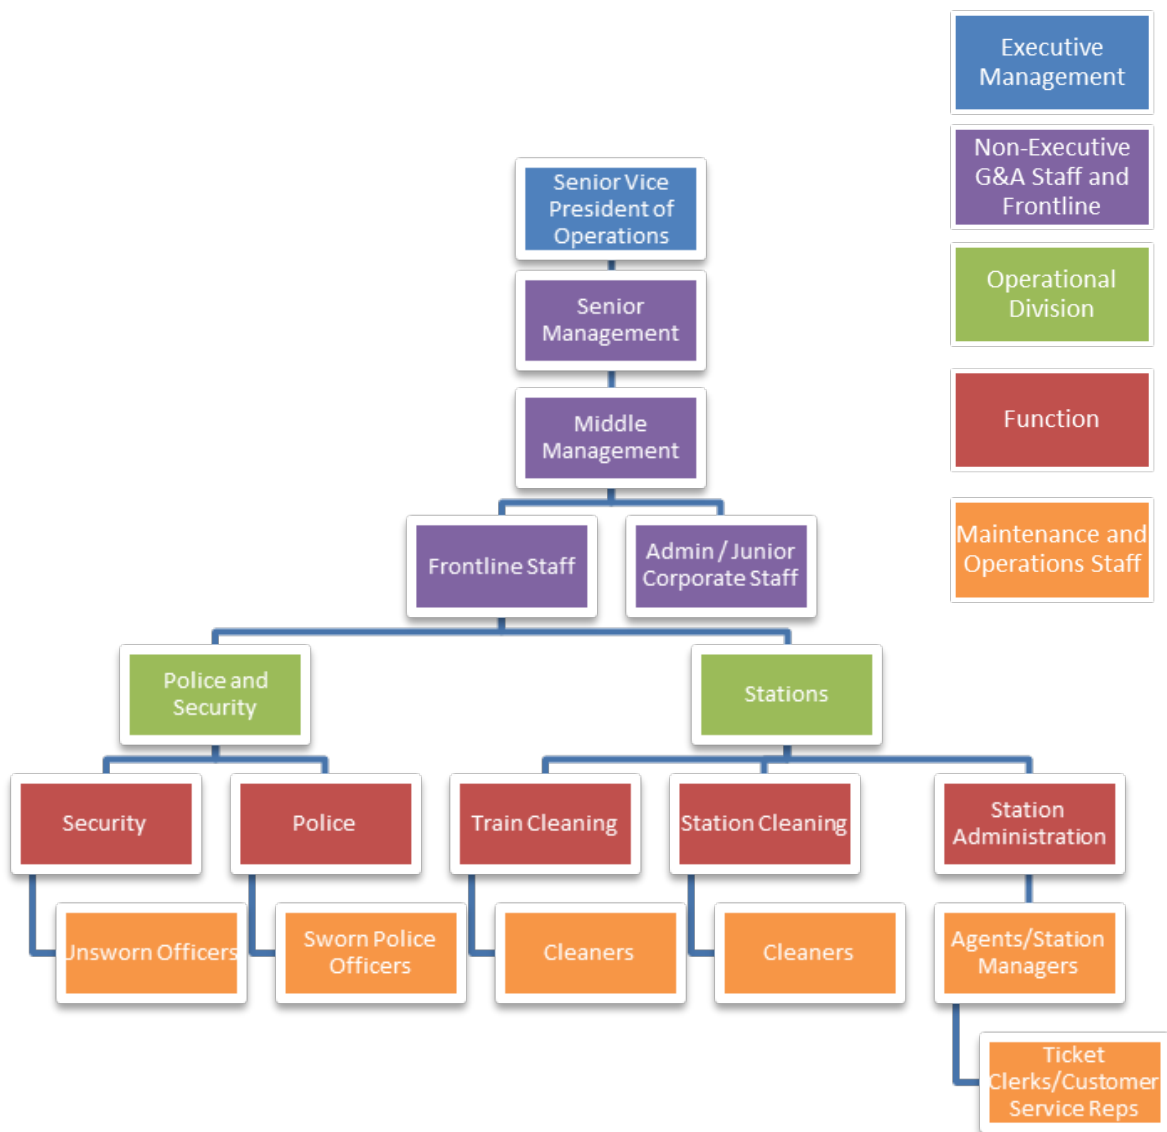 Executive
Management
Non-Executive
G&A Staff and
Frontline
Senior Vice
President of
Operations
Operational
Division
Senior
Management
Function
Middle
Management
Maintenance and
Operations Staff
Frontline Staff
Admin / Junior
Corporate Staff
Police and
Security
Stations
Security
Police
Train Cleaning
Station Cleaning
Station
Administration
Unsworn Officers
Sworn Police
Officers
Cleaners
Cleaners
Agents/Station
Managers
Ticket
Clerks/Customer
Service Reps